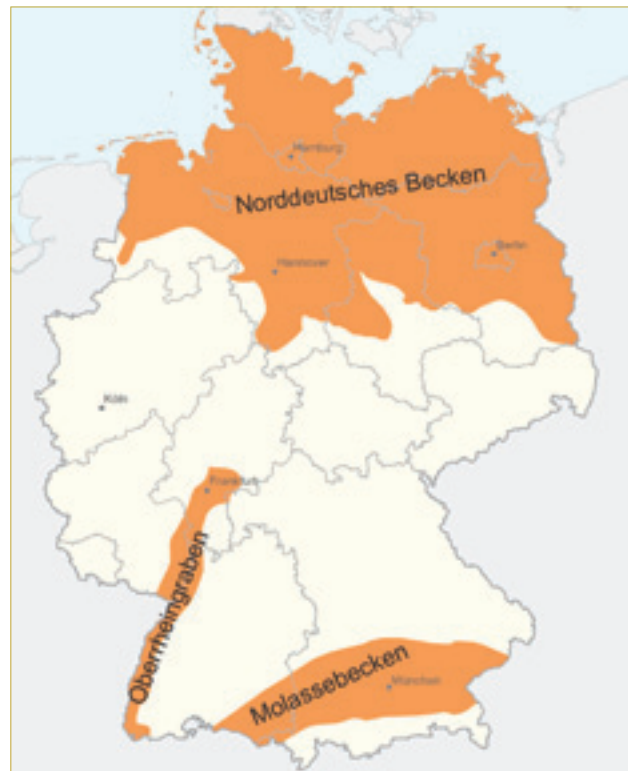 Hamburg
Norddeutsches Becken
Berlin
Hannover
Köln
Frankfurt
Oberrheingraben
Molassebecken
München